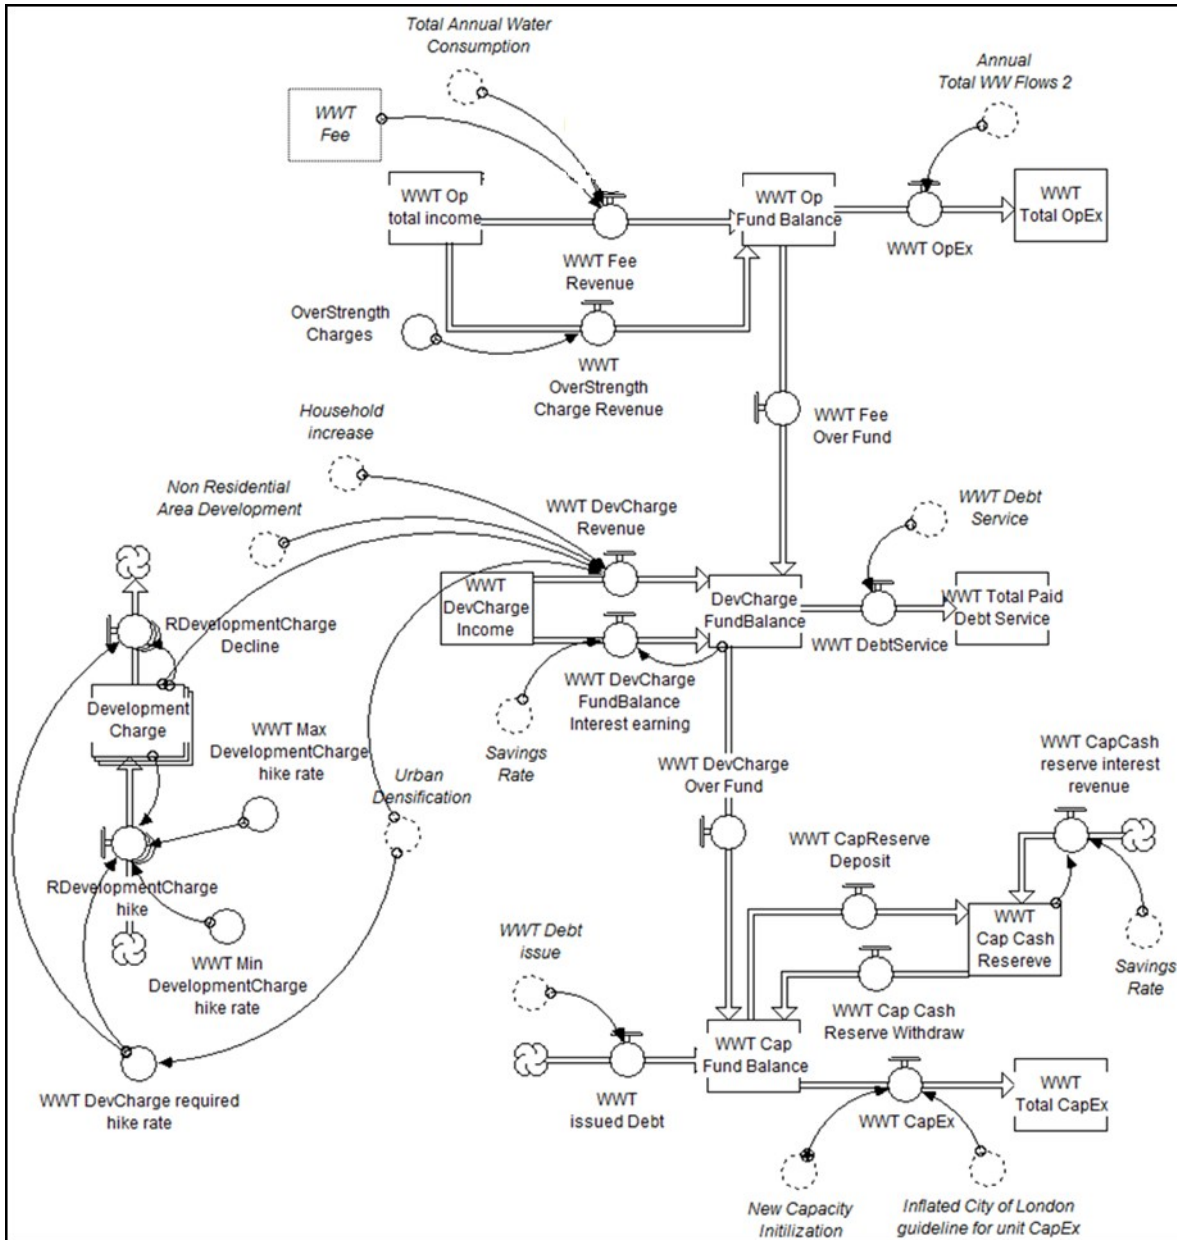 Total Annual Water
Consumption
Annual
Total WW Flows 2
WWT
Fee
WWT Op
total income
WWT Op
Fund Balance
WWT
Total OpEx
WWT Fee
Revenue
WWT OpEx
OverStrength
Charges
WWT
OverStrength
Charge Revenue
WWT Fee
Over Fund
Household
increase
Non Residential
Area Development
WWT DevCharge
Revenue
WWT Debt
Service
WWT
DevCharge
Income
DevCharge
FundBalance
WWT Total Paid
Debt Service
RDevelopmentCharge
Decline
WWT DebtService
WWT DevCharge
FundBalance
Interest earning
Development
Charge
WWT Max
DevelopmentCharge
hike rate
Savings
Rate
Urban
Densification
WWT DevCharge
Over Fund
WWT CapCash
reserve interest
revenue
WWT CapReserve
Deposit
RDevelopmentCharge
hike
WWT
Cap Cash
Resereve
WWT Debt
issue
WWT Min
DevelopmentCharge
hike rate
Savings
Rate
WWT Cap Cash
Reserve Withdraw
WWT Cap
Fund Balance
WWT DevCharge required
hike rate
WWT
issued Debt
WWT CapEx
WWT
Total CapEx
New Capacity
Initilization
Inflated City of London
guideline for unit CapEx